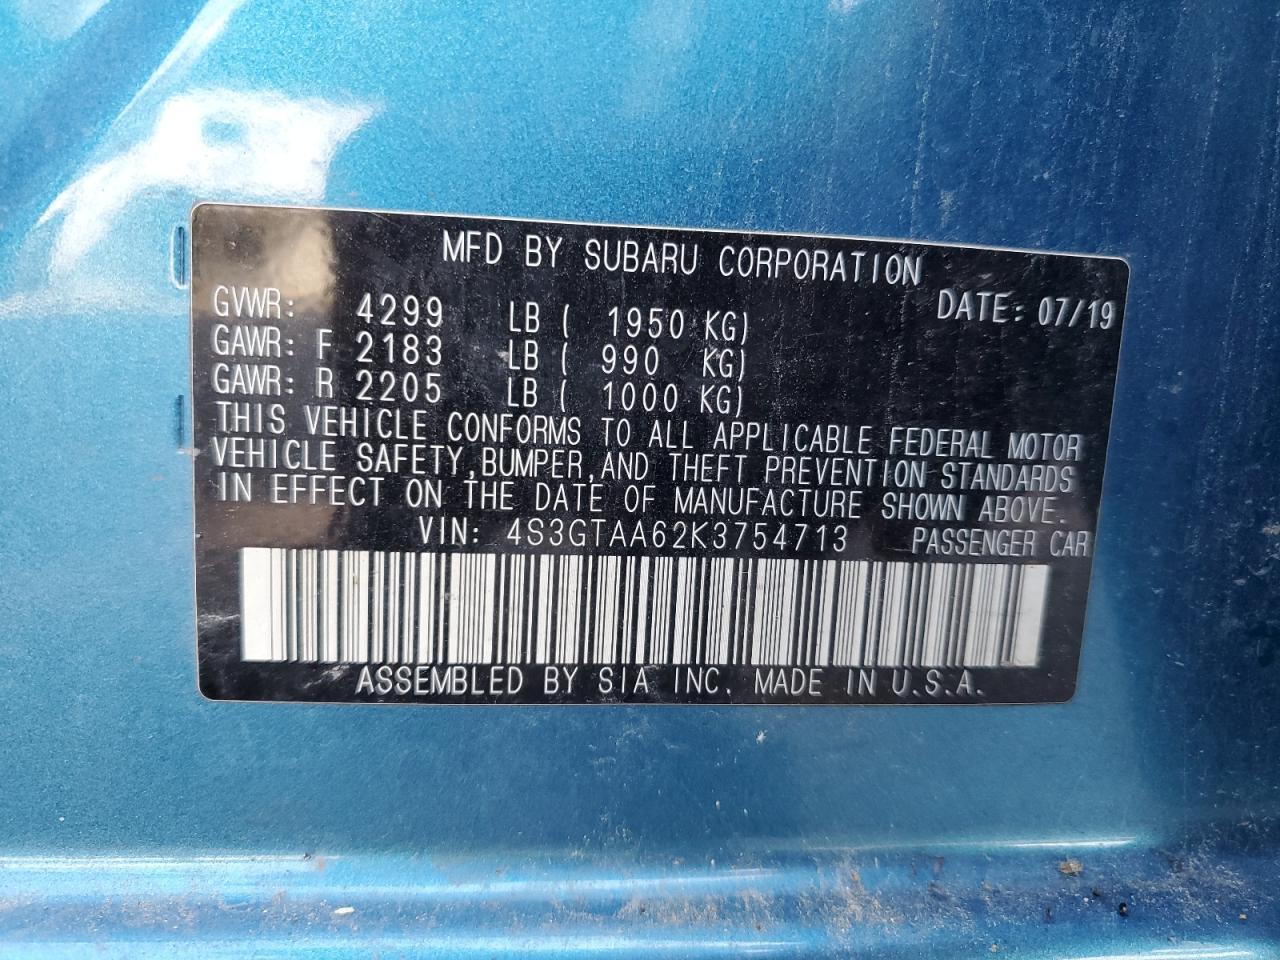 MFD BY SUBARU CORPORATION
DATE: 07/19
GVWR: 4299 LB ( 1950 KG)
GAWR: F 2183 LB ( 990 KG)
GAWR: R 2205 LB ( 1000 KG)
THIS VEHICLE CONFORMS TO ALL APPLICABLE FEDERAL MOTOR
VEHICLE SAFETY, BUMPER, AND THEFT PREVENTION STANDARDS
IN EFFECT ON THE DATE OF MANUFACTURE SHOWN ABOVE.
VIN: 4S3GTAA62K3754713 PASSENGER CAR
ASSEMBLED BY SIA INC. MADE IN U.S.A.